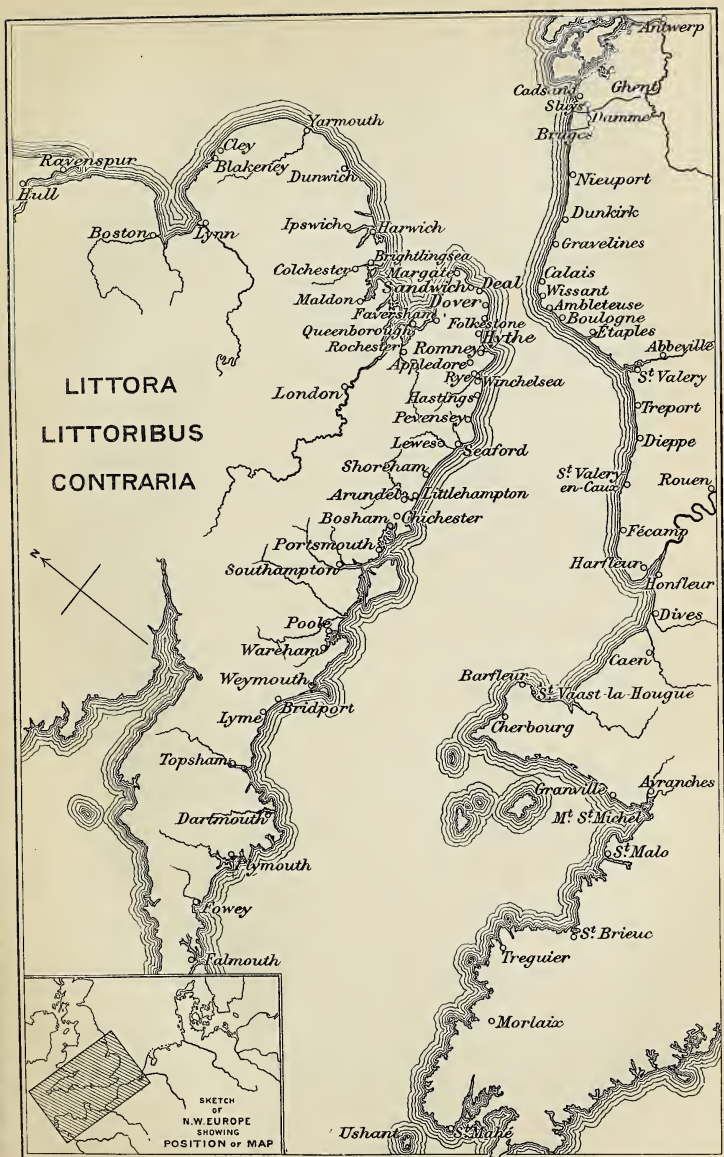 Antwerp
Cadsand
Ghent
Sluys
Damme
Bruges
Yarmouth
Cley
Blakeney
Ravenspur
Dunwich
Hull
Nieuport
Boston
Lynn
Ipswich
Harwich
Dunkirk
Gravelines
Brightlingsea
Colchester
Margate
Sandwich
Deal
Calais
Maldon
Dover
Wissant
Faversham
Ambleteuse
Queenborough
Folkestone
Boulogne
Rochester
Hythe
Étaples
Romney
Abbeville
Appledore
Rye
Winchelsea
St. Valery
London
Hastings
LITTORA
LITTORIBUS
CONTRARIA
Pevensey
Treport
Lewes
Seaford
Dieppe
Shoreham
St. Valery
en-Caux
Rouen
Arundel
Littlehampton
Bosham
Chichester
Fécamp
Portsmouth
Harfleur
Southampton
Honfleur
N
Poole
Dives
Wareham
Caen
Weymouth
Barfleur
St. Vaast-la-Hougue
Lyme
Bridport
Cherbourg
Topsham
Granville
Avranches
Dartmouth
Mt. St. Michel
St. Malo
Plymouth
Fowey
St. Brieuc
Falmouth
Treguier
Morlaix
SKETCH
OF
N.W. EUROPE
SHOWING
POSITION OF MAP
Ushant
St. Mahé